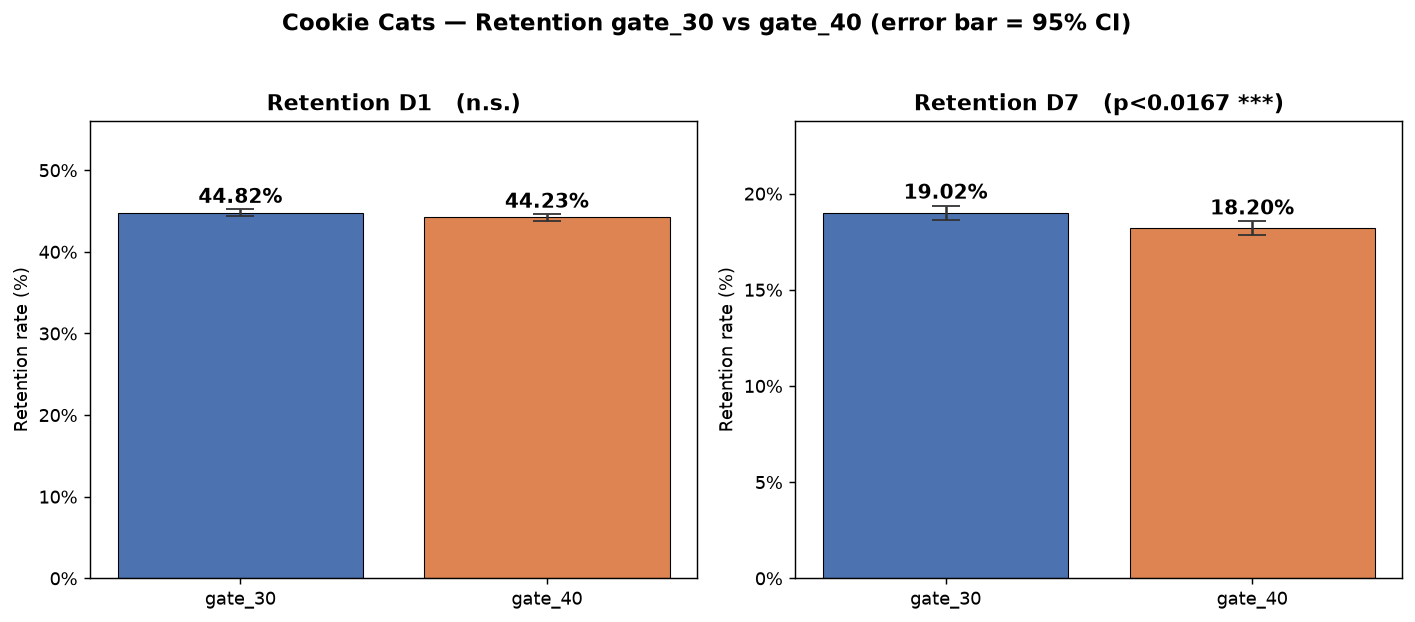 Cookie Cats — Retention gate_30 vs gate_40 (error bar = 95% CI)
Retention D1 (n.s.)
Retention rate (%)
50%
40%
30%
20%
10%
0%
44.82%
44.23%
gate_30
gate_40
Retention D7 (p<0.0167 ***)
Retention rate (%)
20%
15%
10%
5%
0%
19.02%
18.20%
gate_30
gate_40